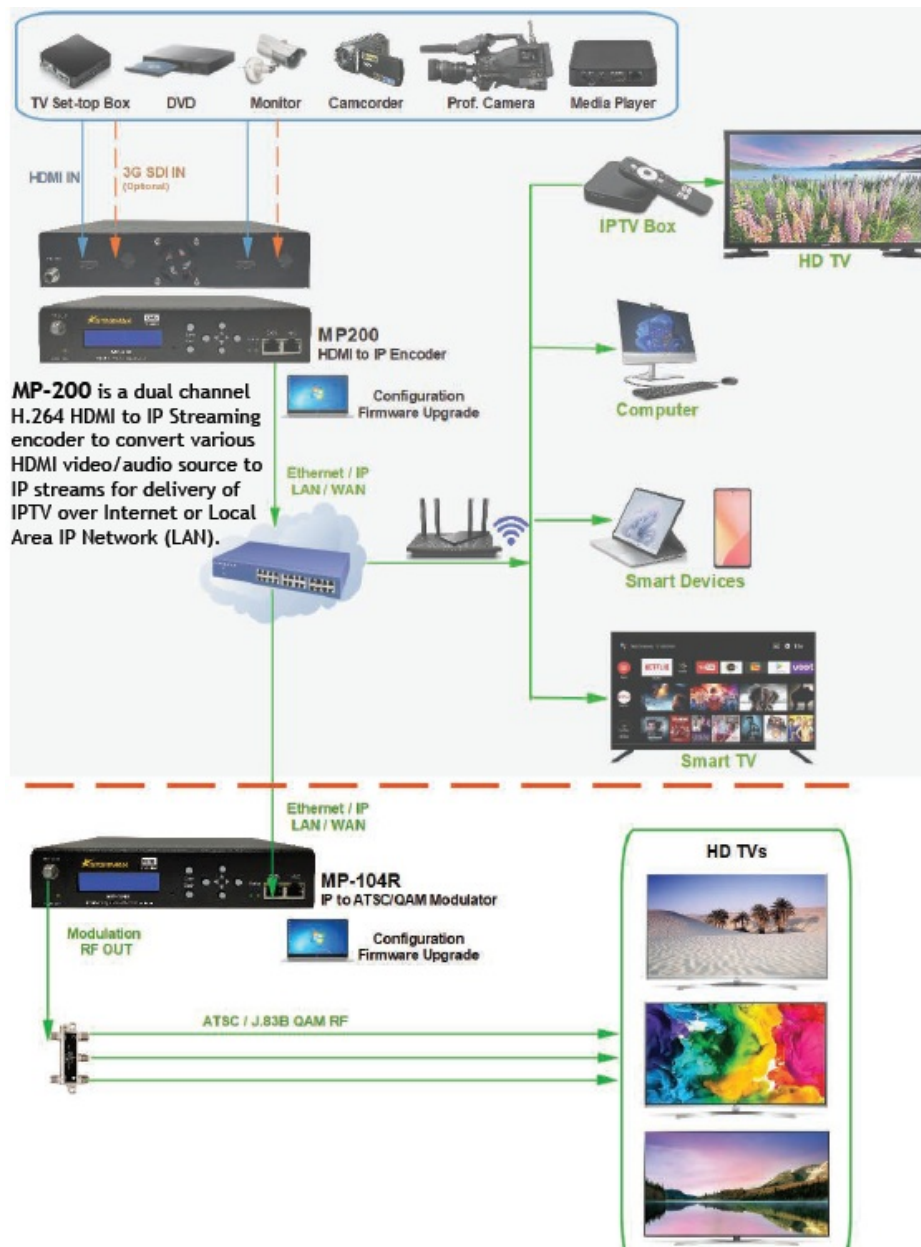 TV Set-top Box
DVD
Monitor
Camcorder
Prof. Camera
Media Player
HDMI IN
3G SDI IN
(Optional)
IPTV Box
HD TV
MP200
HDMI to IP Encoder
Configuration
Firmware Upgrade
MP-200 is a dual channel
H.264 HDMI to IP Streaming
encoder to convert various
HDMI video/audio source to
IP streams for delivery of
IPTV over Internet or Local
Area IP Network (LAN).
Computer
Ethernet / IP
LAN / WAN
Smart Devices
NETFLIX
voot
Smart TV
Ethernet / IP
LAN / WAN
MP-104R
IP to ATSC/QAM Modulator
Configuration
Firmware Upgrade
Modulation
RF OUT
ATSC / J.83B QAM RF
HD TVs